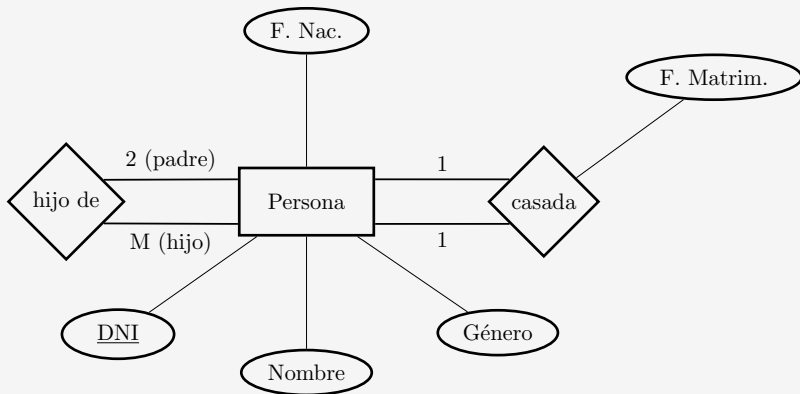 F. Nac.
F. Matrim.
2 (padre)
1
hijo de
Persona
casada
M (hijo)
1
DNI
Género
Nombre